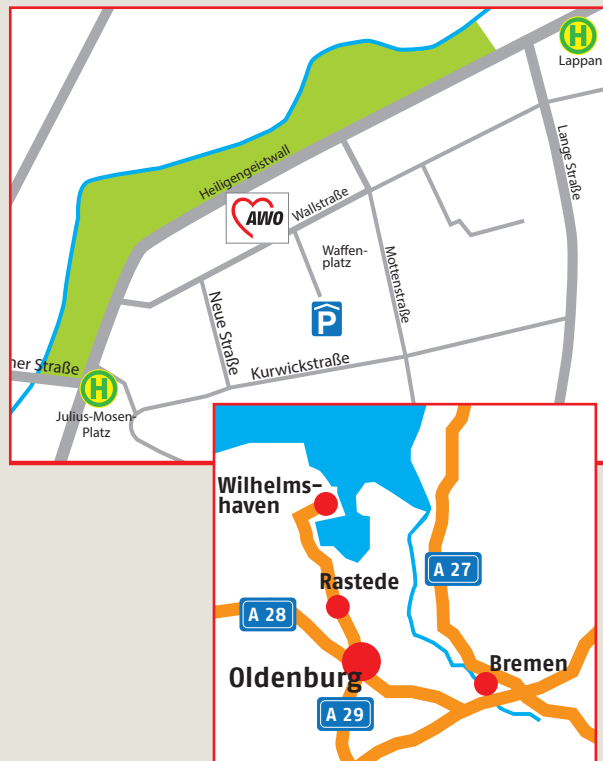 H
Lappan
Lange Straße
Heiligengeistwall
AWO
Wallstraße
Waffen-
platz
Mottenstraße
Neue Straße
P
Kurwickstraße
ner Straße
H
Julius-Mosen-
Platz
Wilhelms-
haven
A 27
Rastede
A 28
Oldenburg
Bremen
A 29